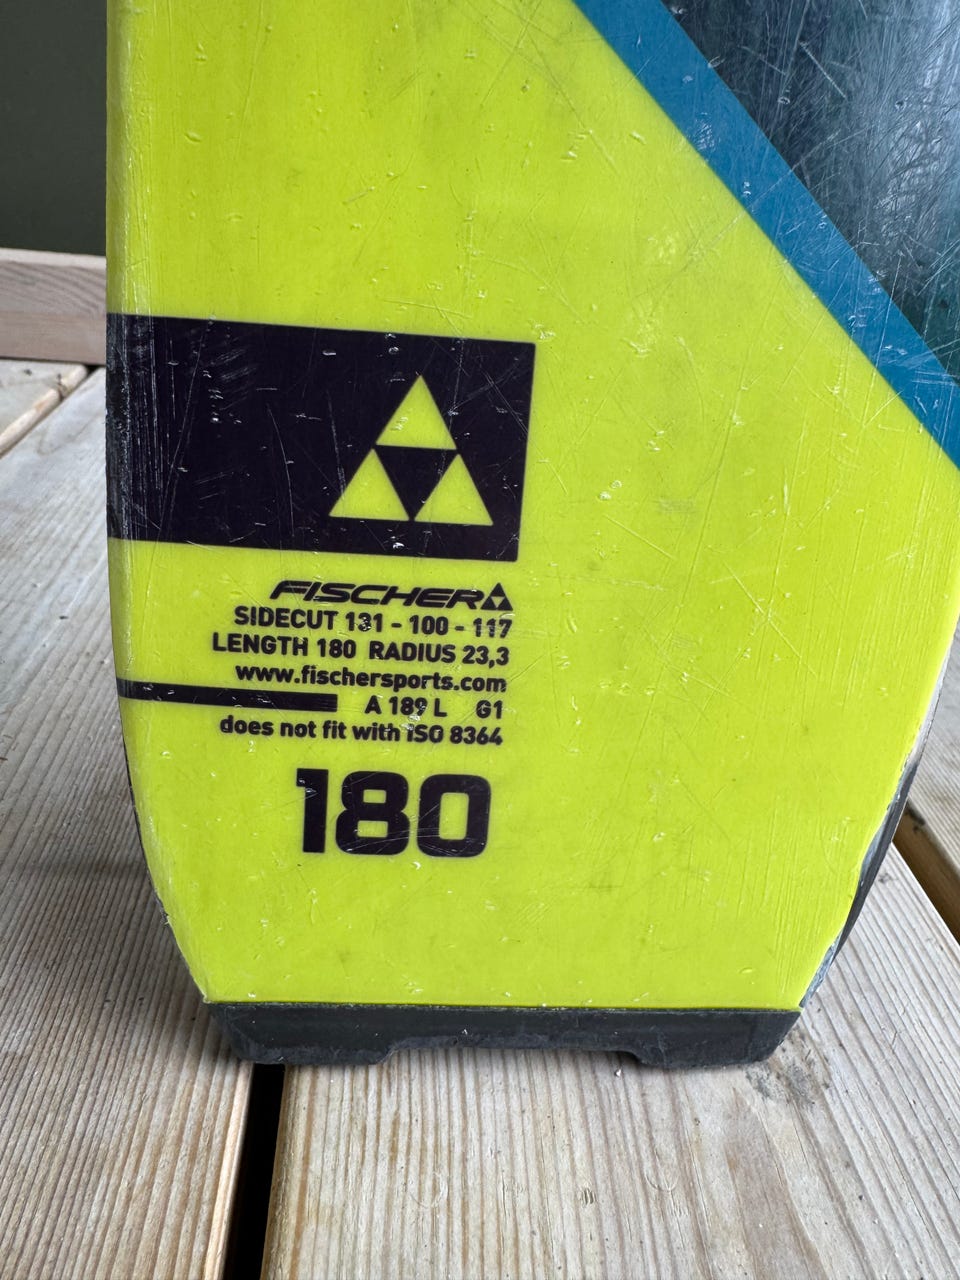 FISCHER
SIDECUT 131 - 100 - 117
LENGTH 180 RADIUS 23,3
www.fischersports.com
A 189 L G1
does not fit with ISO 8364
180